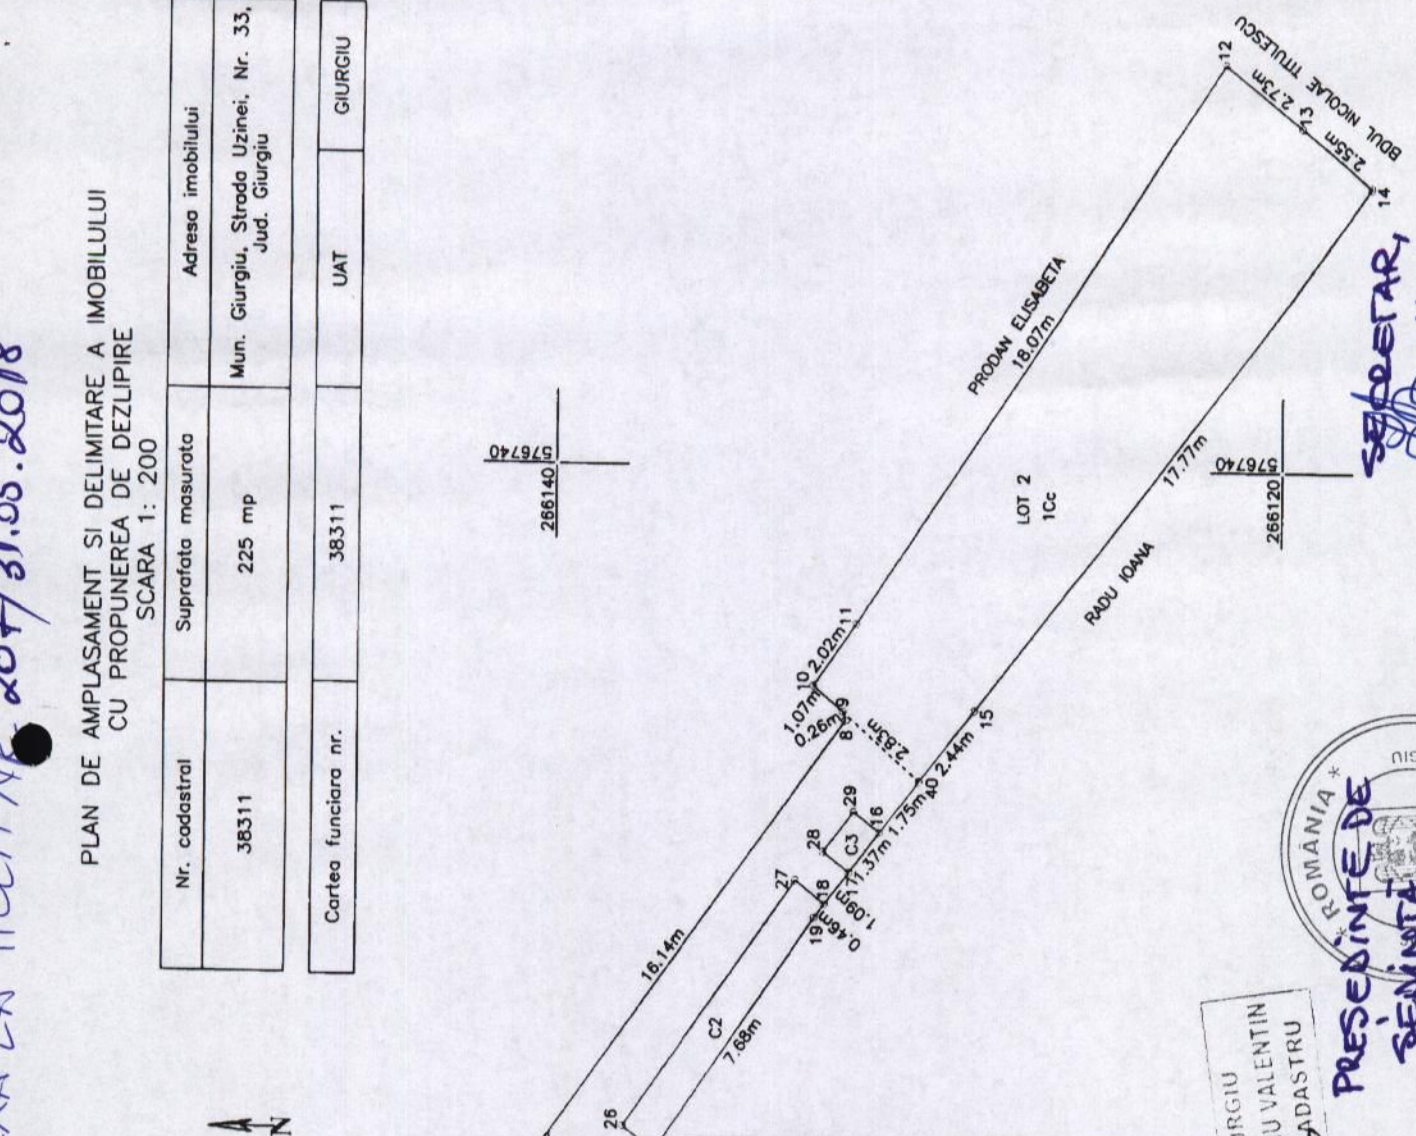 207/31.05.2018
PLAN DE AMPLASAMENT SI DELIMITARE A IMOBILULUI
CU PROPUNEREA DE DEZLIPIRE
SCARA 1: 200
Nr. cadastral
Suprafata masurata
Adresa imobilului
38311
225 mp
Mun. Giurgiu, Strada Uzinei, Nr. 33,
Jud. Giurgiu
Cartea funciara nr.
38311
UAT
GIURGIU
N
576740
266140
576740
266120
12
2.73m
13
2.55m
14
BDUL NICOLAE TITULESCU
PRODAN ELISABETA
18.07m
LOT 2
1Cc
17.77m
RADU IOANA
11
2.02m
10
1.07m
9
0.26m
8
2.83m
15
2.44m
40
1.75m
16
29
28
C3
1.37m
17
1.09m
18
0.46m
19
27
16.14m
C2
7.68m
26
SECRETAR,
* ROMÂNIA *
PRESEDINTE DE
SEDINTĂ
U VALENTIN
ADASTRU